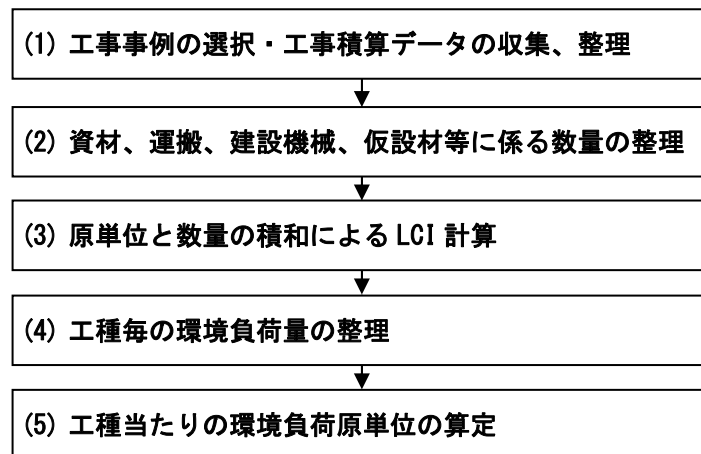 (1) 工事事例の選択・工事積算データの収集、整理
(2) 資材、運搬、建設機械、仮設材等に係る数量の整理
(3) 原単位と数量の積和による LCI 計算
(4) 工種毎の環境負荷量の整理
(5) 工種当たりの環境負荷原単位の算定